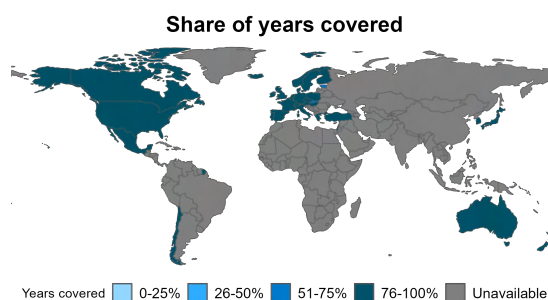 Share of years covered
Years covered 0-25% 26-50% 51-75% 76-100% Unavailable